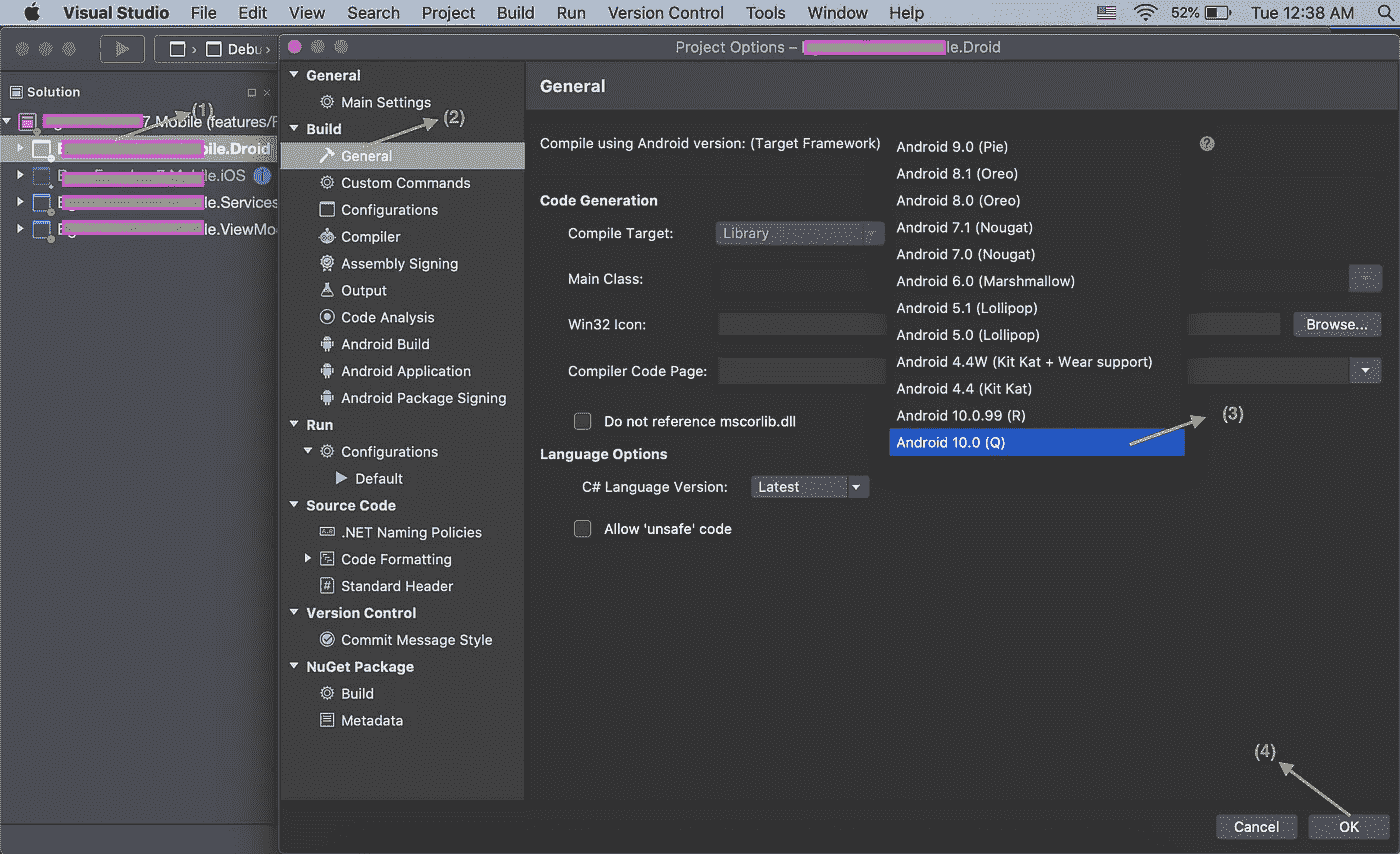 Visual Studio File Edit View Search Project Build Run Version Control Tools Window Help 52% Tue 12:38 AM
Debu
Project Options – le.Droid
Solution
(1)
7 Mobile (features/F
bile.Droid
.iOS
le.Services
le.ViewMo
General
Main Settings
(2)
Build
General
Custom Commands
Configurations
Compiler
Assembly Signing
Output
Code Analysis
Android Build
Android Application
Android Package Signing
Run
Configurations
Default
Source Code
.NET Naming Policies
Code Formatting
Standard Header
Version Control
Commit Message Style
NuGet Package
Build
Metadata
General
Compile using Android version: (Target Framework)
Android 9.0 (Pie)
Android 8.1 (Oreo)
Android 8.0 (Oreo)
Android 7.1 (Nougat)
Android 7.0 (Nougat)
Android 6.0 (Marshmallow)
Android 5.1 (Lollipop)
Android 5.0 (Lollipop)
Android 4.4W (Kit Kat + Wear support)
Android 4.4 (Kit Kat)
Android 10.0.99 (R)
Android 10.0 (Q)
(3)
Code Generation
Compile Target: Library
Main Class:
Win32 Icon: Browse...
Compiler Code Page:
Do not reference mscorlib.dll
Language Options
C# Language Version: Latest
Allow 'unsafe' code
(4)
Cancel OK